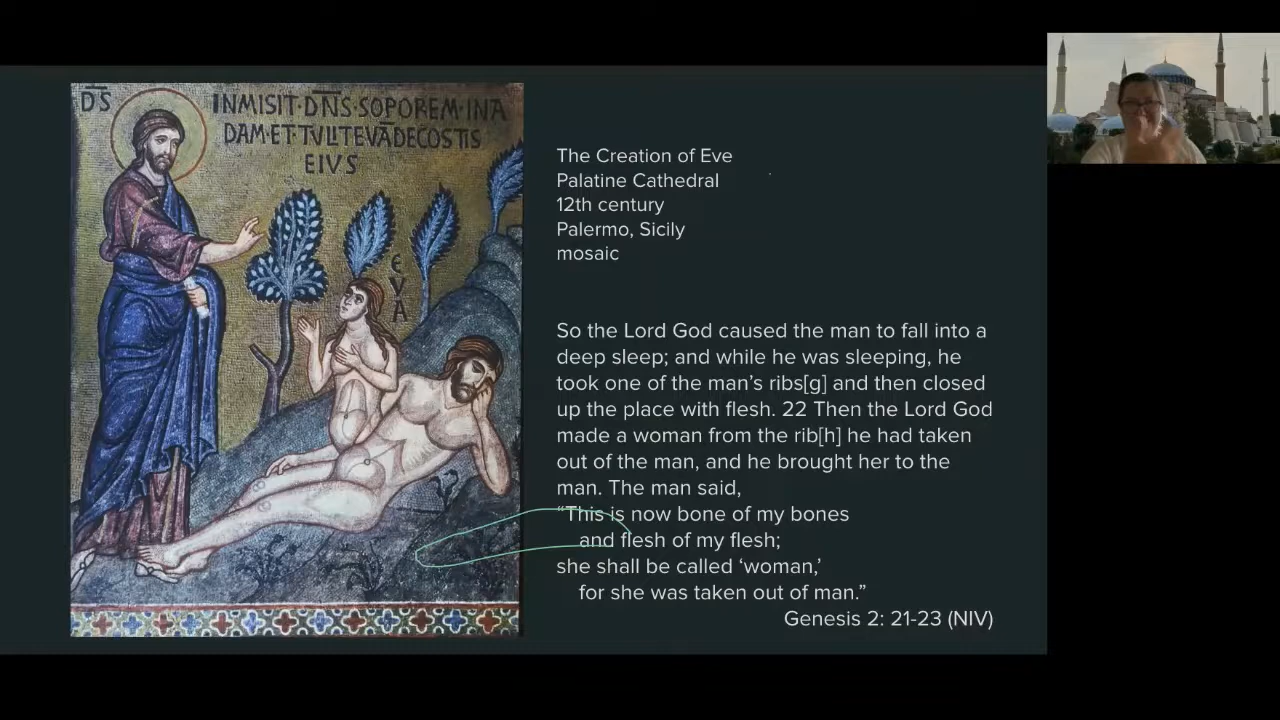 D̅S
INMISIT·D̅N̅S·SOPOREM·INA
DAM·ET·TVLIT EVĀ DE COSTIS
EIVS
EVA
The Creation of Eve
Palatine Cathedral
12th century
Palermo, Sicily
mosaic
So the Lord God caused the man to fall into a
deep sleep; and while he was sleeping, he
took one of the man’s ribs[g] and then closed
up the place with flesh. 22 Then the Lord God
made a woman from the rib[h] he had taken
out of the man, and he brought her to the
man. The man said,
“This is now bone of my bones
and flesh of my flesh;
she shall be called ‘woman,’
for she was taken out of man.”
Genesis 2: 21-23 (NIV)